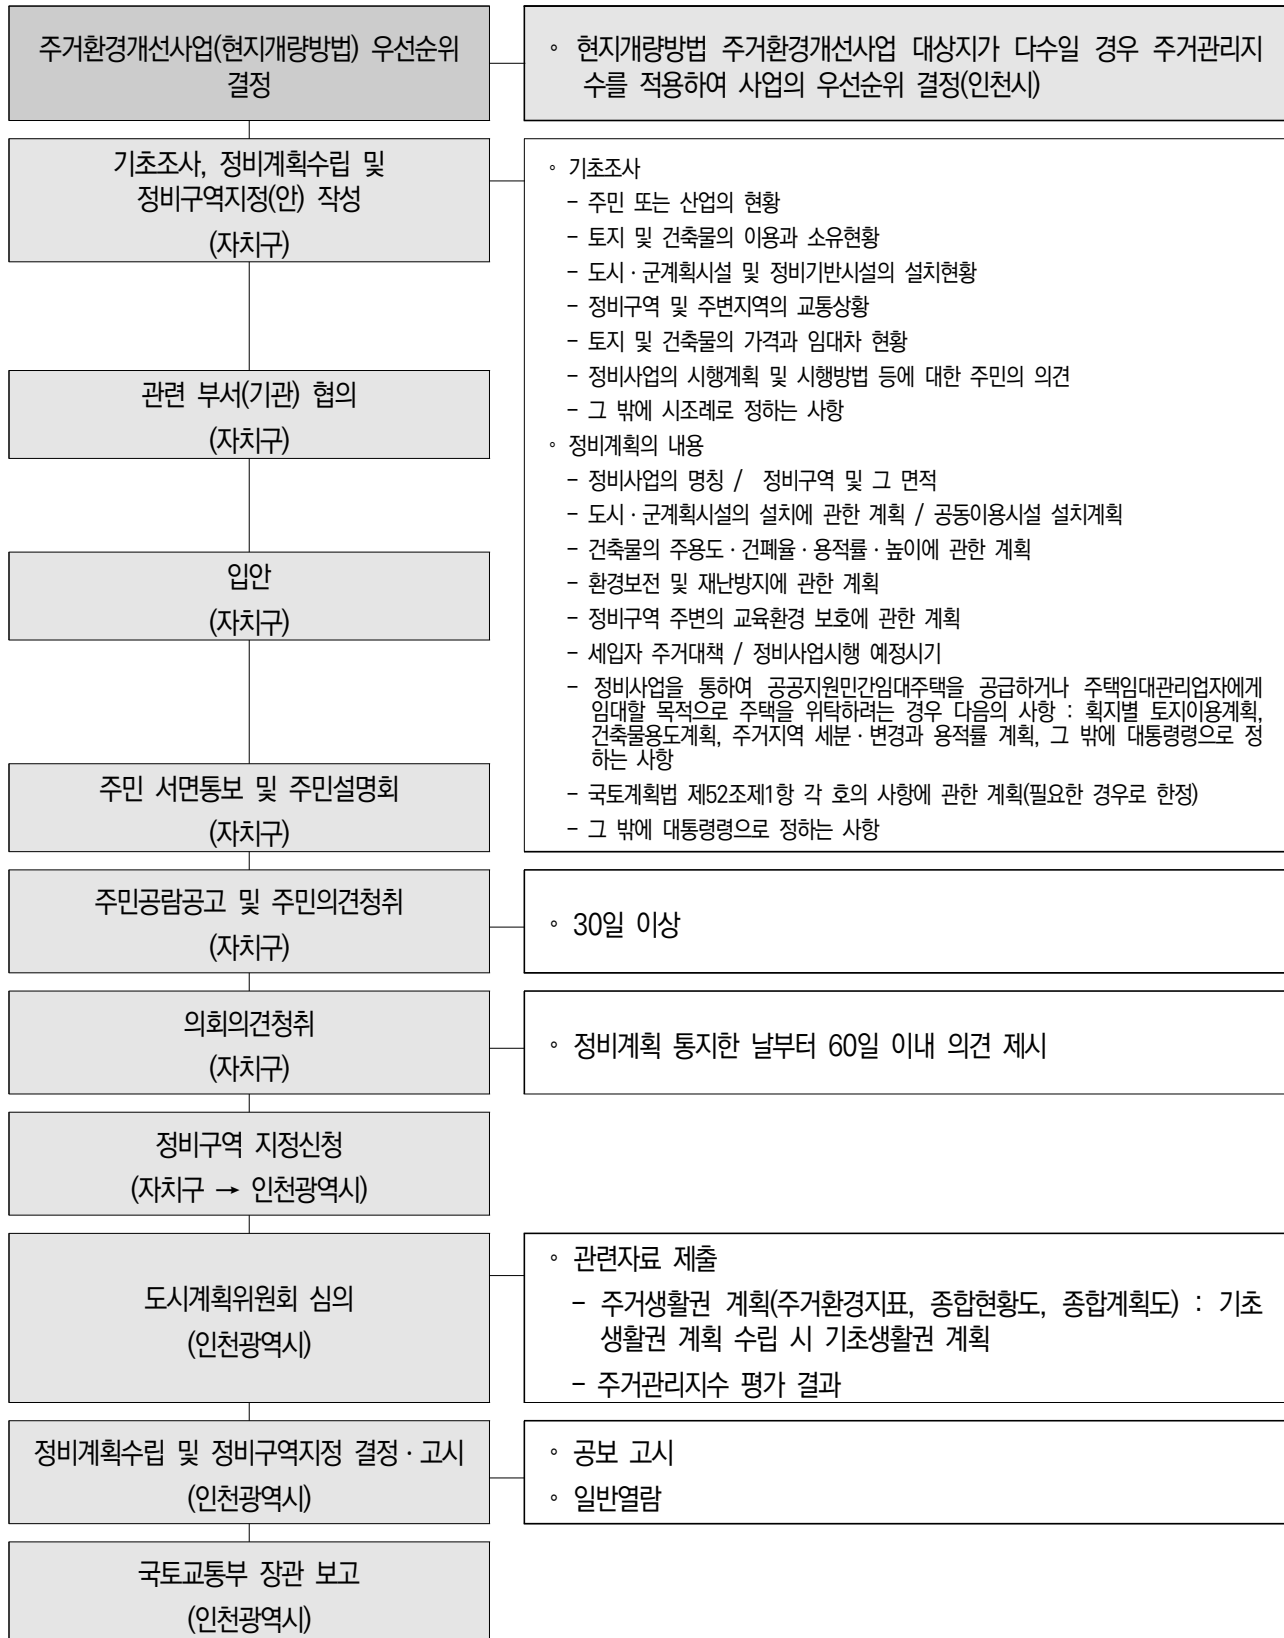 주거환경개선사업(현지개량방법) 우선순위
결정
◦ 현지개량방법 주거환경개선사업 대상지가 다수일 경우 주거관리지
수를 적용하여 사업의 우선순위 결정(인천시)
기초조사, 정비계획수립 및
정비구역지정(안) 작성
(자치구)
◦ 기초조사
- 주민 또는 산업의 현황
- 토지 및 건축물의 이용과 소유현황
- 도시·군계획시설 및 정비기반시설의 설치현황
- 정비구역 및 주변지역의 교통상황
- 토지 및 건축물의 가격과 임대차 현황
- 정비사업의 시행계획 및 시행방법 등에 대한 주민의 의견
- 그 밖에 시조례로 정하는 사항
◦ 정비계획의 내용
- 정비사업의 명칭 / 정비구역 및 그 면적
- 도시·군계획시설의 설치에 관한 계획 / 공동이용시설 설치계획
- 건축물의 주용도·건폐율·용적률·높이에 관한 계획
- 환경보전 및 재난방지에 관한 계획
- 정비구역 주변의 교육환경 보호에 관한 계획
- 세입자 주거대책 / 정비사업시행 예정시기
- 정비사업을 통하여 공공지원민간임대주택을 공급하거나 주택임대관리업자에게
임대할 목적으로 주택을 위탁하려는 경우 다음의 사항 : 획지별 토지이용계획,
건축물용도계획, 주거지역 세분·변경과 용적률 계획, 그 밖에 대통령령으로 정
하는 사항
- 국토계획법 제52조제1항 각 호의 사항에 관한 계획(필요한 경우로 한정)
- 그 밖에 대통령령으로 정하는 사항
관련 부서(기관) 협의
(자치구)
입안
(자치구)
주민 서면통보 및 주민설명회
(자치구)
주민공람공고 및 주민의견청취
(자치구)
◦ 30일 이상
의회의견청취
(자치구)
◦ 정비계획 통지한 날부터 60일 이내 의견 제시
정비구역 지정신청
(자치구 → 인천광역시)
도시계획위원회 심의
(인천광역시)
◦ 관련자료 제출
- 주거생활권 계획(주거환경지표, 종합현황도, 종합계획도) : 기초
생활권 계획 수립 시 기초생활권 계획
- 주거관리지수 평가 결과
정비계획수립 및 정비구역지정 결정·고시
(인천광역시)
◦ 공보 고시
◦ 일반열람
국토교통부 장관 보고
(인천광역시)